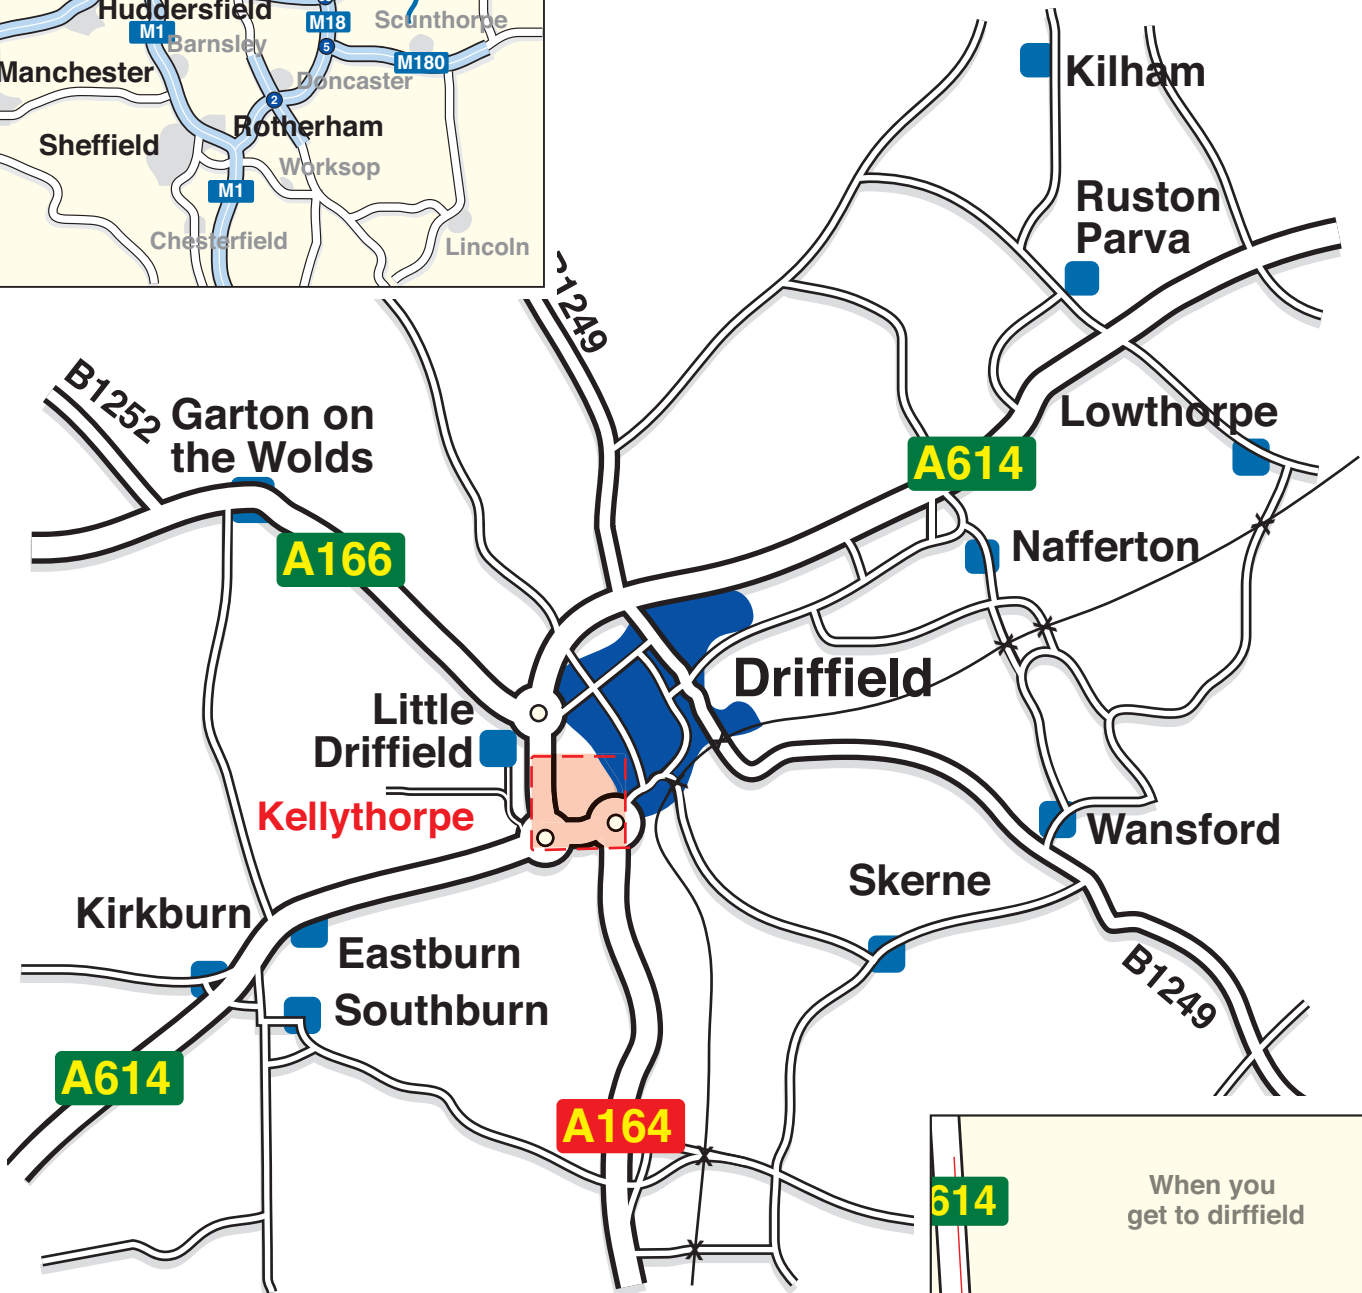 Huddersfield
M1
M18
Scunthorpe
Barnsley
5
M180
Manchester
Doncaster
2
Rotherham
Sheffield
Worksop
M1
Chesterfield
Lincoln
Kilham
Ruston
Parva
B1249
B1252
Garton on
the Wolds
Lowthorpe
A614
A166
Nafferton
Driffield
Little
Driffield
Kellythorpe
Wansford
Skerne
Kirkburn
Eastburn
Southburn
B1249
A614
A164
614
When you
get to dirffield